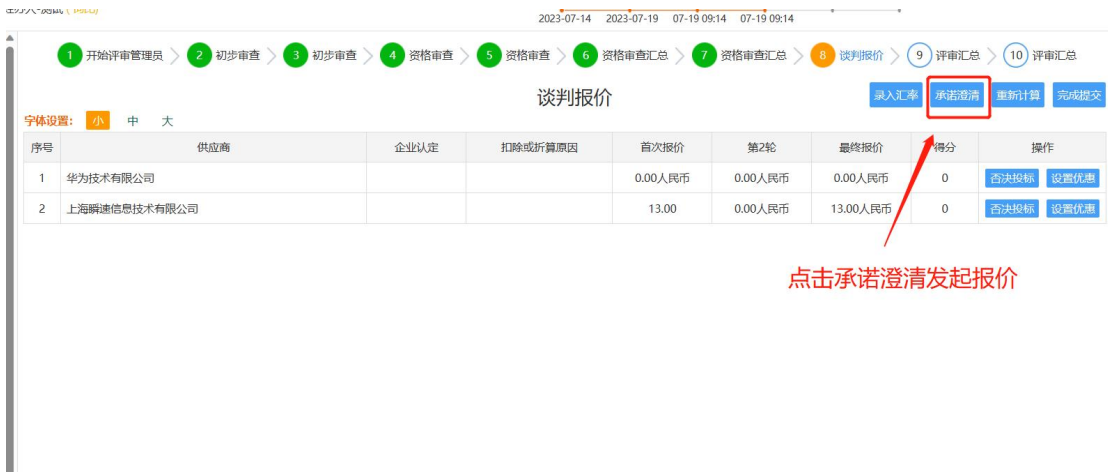 2023-07-14 2023-07-19 07-19 09:14 07-19 09:14
1 开始评审管理员 2 初步审查 3 初步审查 4 资格审查 5 资格审查 6 资格审查汇总 7 资格审查汇总 8 谈判报价 9 评审汇总 10 评审汇总
谈判报价
录入汇率 承诺澄清 重新计算 完成提交
字体设置: 小 中 大
序号 供应商 企业认定 扣除或折算原因 首次报价 第2轮 最终报价 得分 操作
1 华为技术有限公司 0.00人民币 0.00人民币 0.00人民币 0 否决投标 设置优惠
2 上海瞬速信息技术有限公司 13.00 0.00人民币 13.00人民币 0 否决投标 设置优惠
点击承诺澄清发起报价